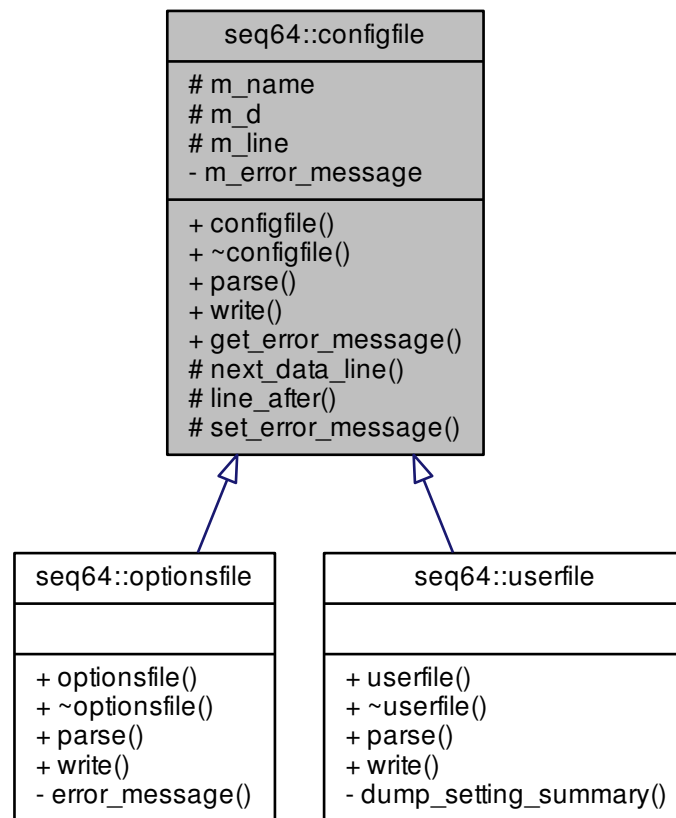 seq64::configfile
# m_name
# m_d
# m_line
- m_error_message
+ configfile()
+ ~configfile()
+ parse()
+ write()
+ get_error_message()
# next_data_line()
# line_after()
# set_error_message()
seq64::optionsfile
+ optionsfile()
+ ~optionsfile()
+ parse()
+ write()
- error_message()
seq64::userfile
+ userfile()
+ ~userfile()
+ parse()
+ write()
- dump_setting_summary()